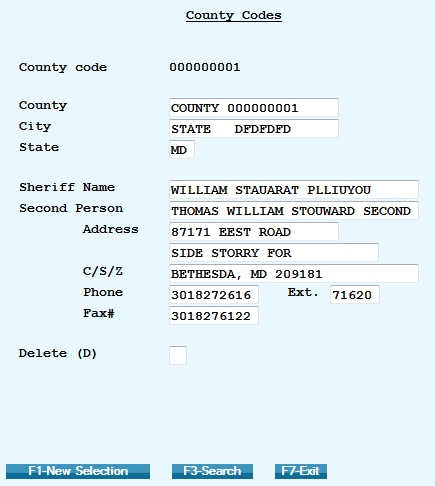 County Codes
County code 000000001
County COUNTY 000000001
City STATE DFDFDFD
State MD
Sheriff Name WILLIAM STAUARAT PLLIUYOU
Second Person THOMAS WILLIAM STOUWARD SECOND
Address 87171 EEST ROAD
SIDE STORRY FOR
C/S/Z BETHESDA, MD 209181
Phone 3018272616 Ext. 71620
Fax# 3018276122
Delete (D)
F1-New Selection F3-Search F7-Exit